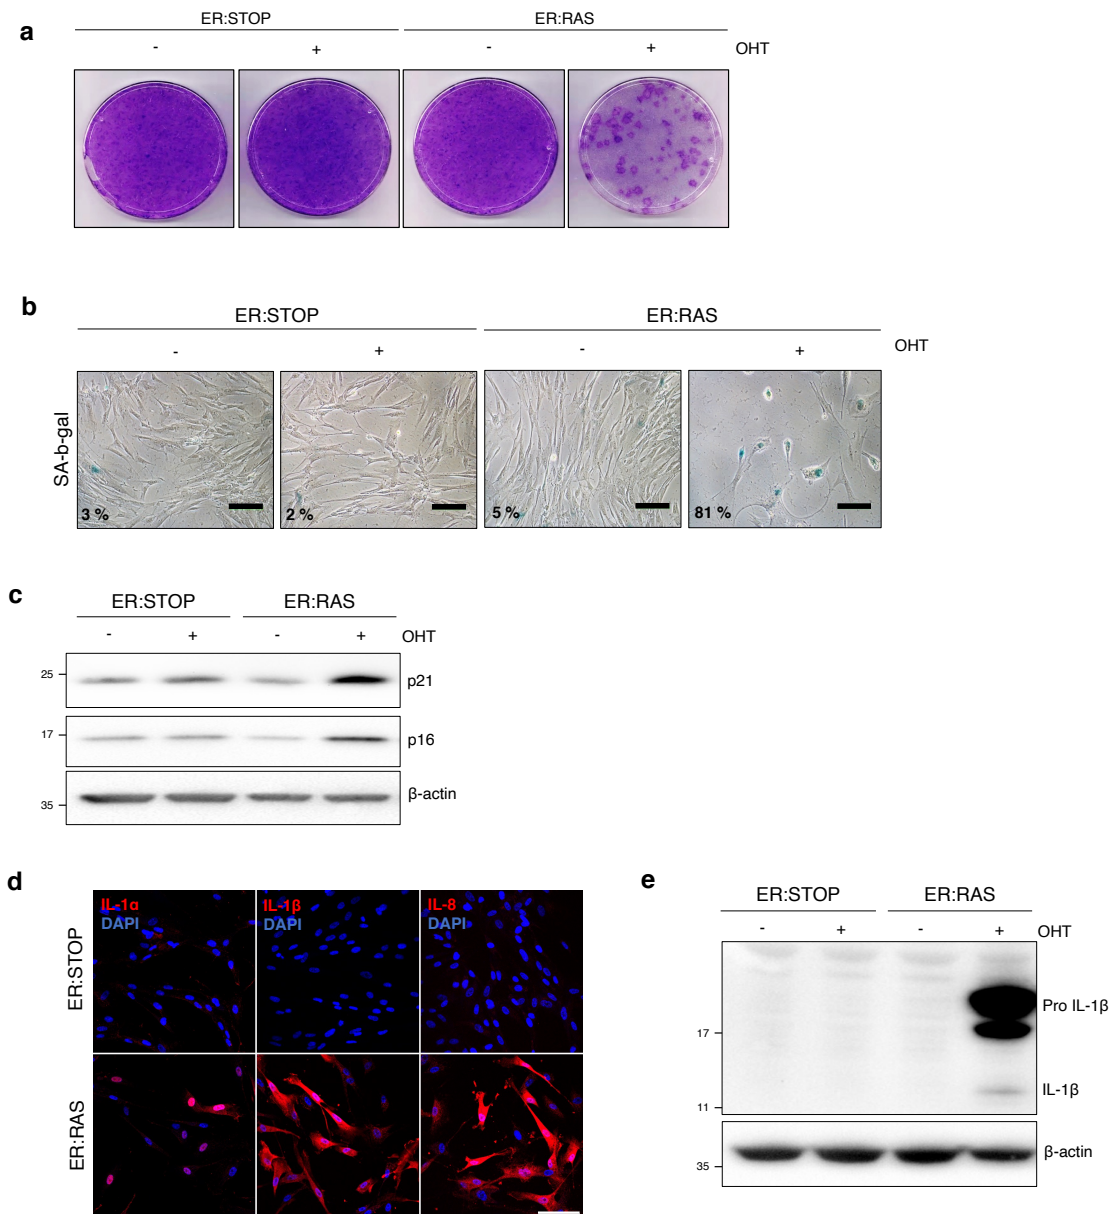 a
ER:STOP ER:RAS
- + - + OHT
b
ER:STOP ER:RAS
- + - + OHT
SA-b-gal
3 % 2 % 5 % 81 %
c
ER:STOP ER:RAS
- + - + OHT
25 p21
17 p16
35 β-actin
d
IL-1α IL-1β IL-8
DAPI DAPI DAPI
ER:STOP
ER:RAS
e
ER:STOP ER:RAS
- + - + OHT
Pro IL-1β
17
IL-1β
11
β-actin
35